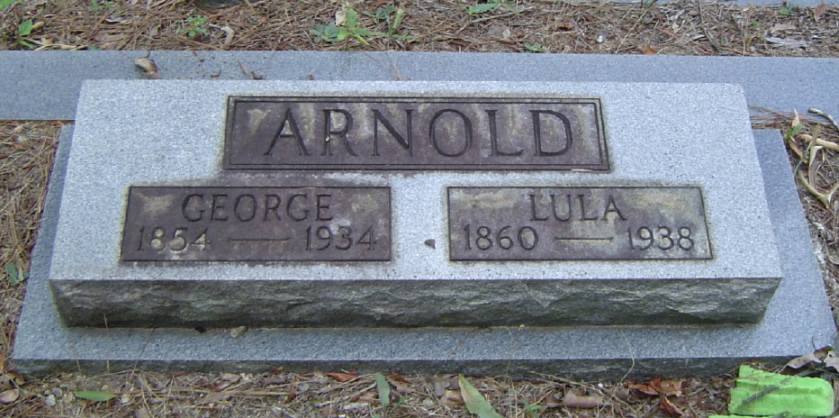 ARNOLD
GEORGE
1854 — 1934
LULA
1860 — 1938